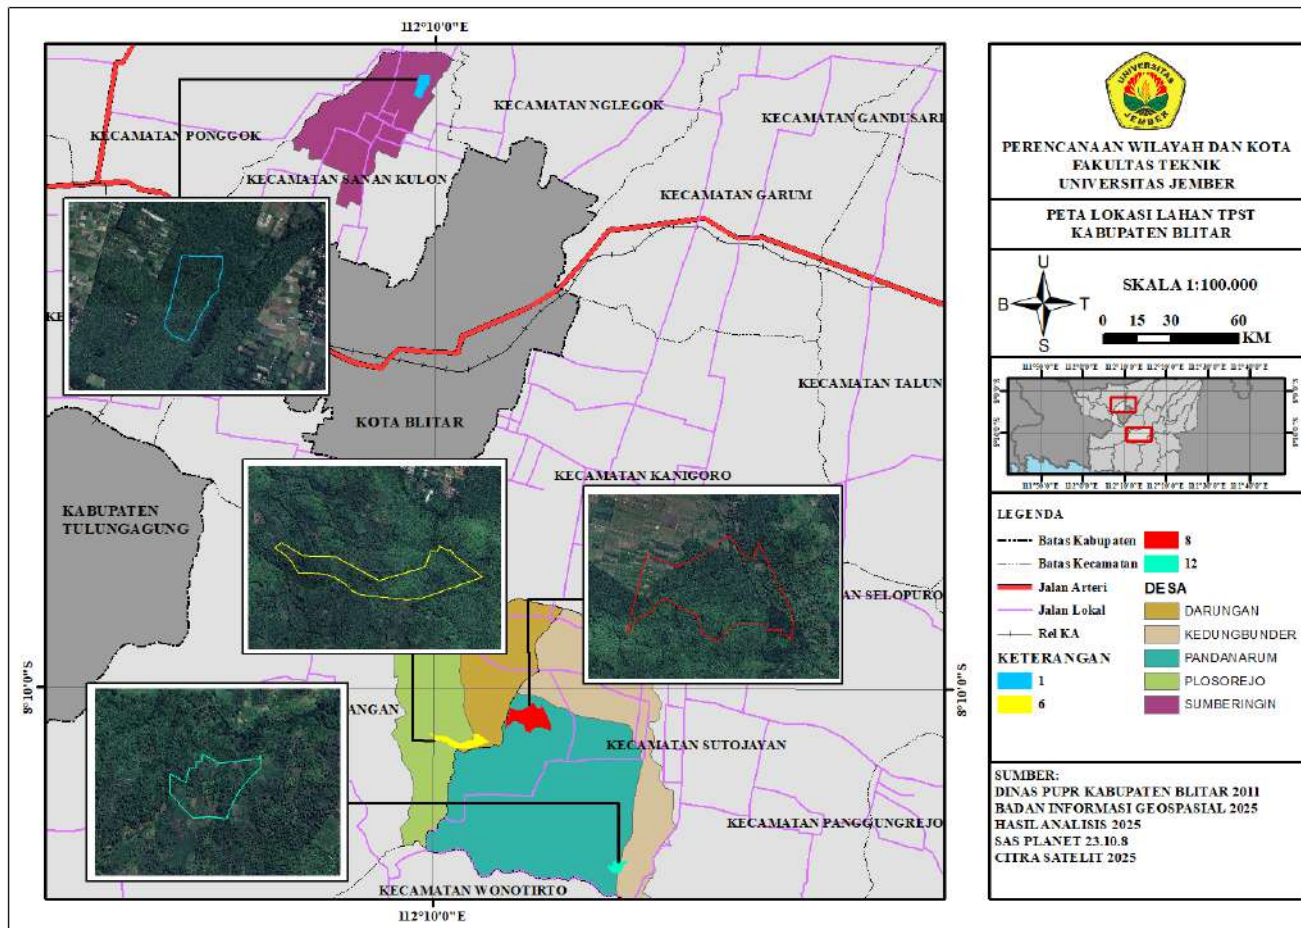 112°10'0"E
KECAMATAN NGLEGOK
KECAMATAN PONGGOK
KECAMATAN GANDUSARI
KECAMATAN SANAN KULON
KECAMATAN GARUM
KOTA BLITAR
KECAMATAN TALUN
KECAMATAN KANIGORO
KABUPATEN
TULUNGAGUNG
AN SELOPURO
8°10'0"S
8°10'0"S
ANGAN
KECAMATAN SUTOJAYAN
KECAMATAN PANGGUNGREJO
KECAMATAN WONOTIRTO
112°10'0"E
UNIVERSITAS
JEMBER
PERENCANAAN WILAYAH DAN KOTA
FAKULTAS TEKNIK
UNIVERSITAS JEMBER
PETA LOKASI LAHAN TPST
KABUPATEN BLITAR
U
B T
S
SKALA 1:100.000
0 15 30 60
KM
LEGENDA
Batas Kabupaten
Batas Kecamatan
Jalan Arteri
Jalan Lokal
Rel KA
KETERANGAN
1
6
8
12
DESA
DARUNGAN
KEDUNGBUNDER
PANDANARUM
PLOSOREJO
SUMBERINGIN
SUMBER:
DINAS PUPR KABUPATEN BLITAR 2011
BADAN INFORMASI GEOSPASIAL 2025
HASIL ANALISIS 2025
SAS PLANET 23.10.8
CITRA SATELIT 2025